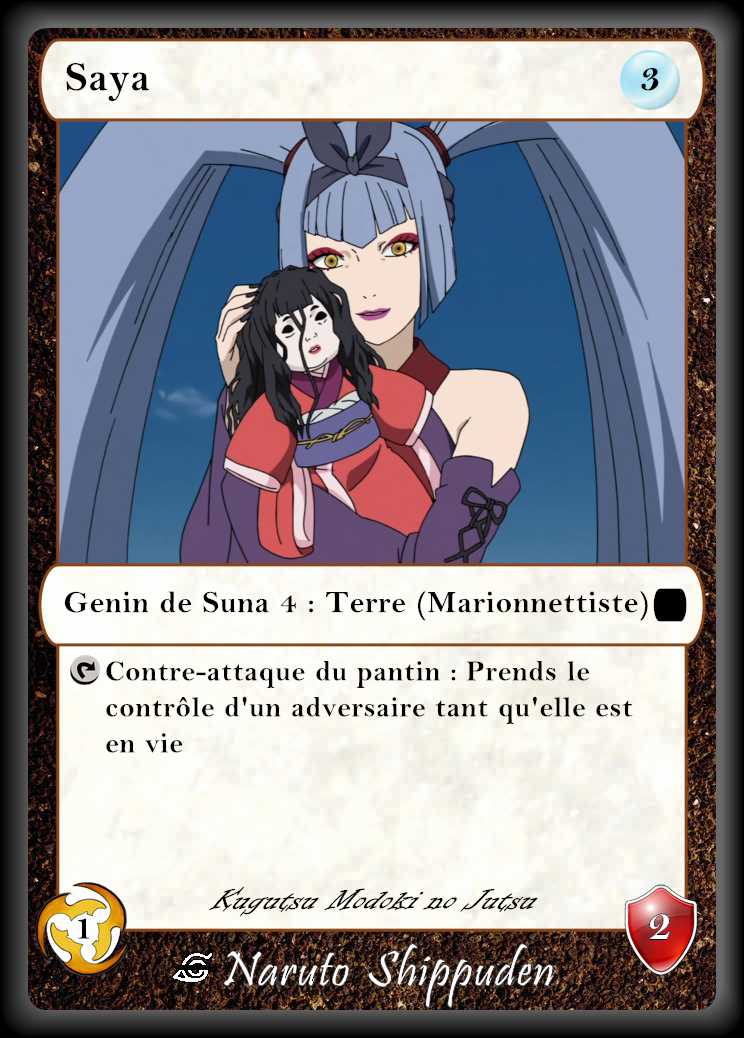 Saya
3
Genin de Suna 4 : Terre (Marionnettiste)
Contre-attaque du pantin : Prends le
contrôle d'un adversaire tant qu'elle est
en vie
Kugutsu Modoki no Jutsu
1
2
Naruto Shippuden